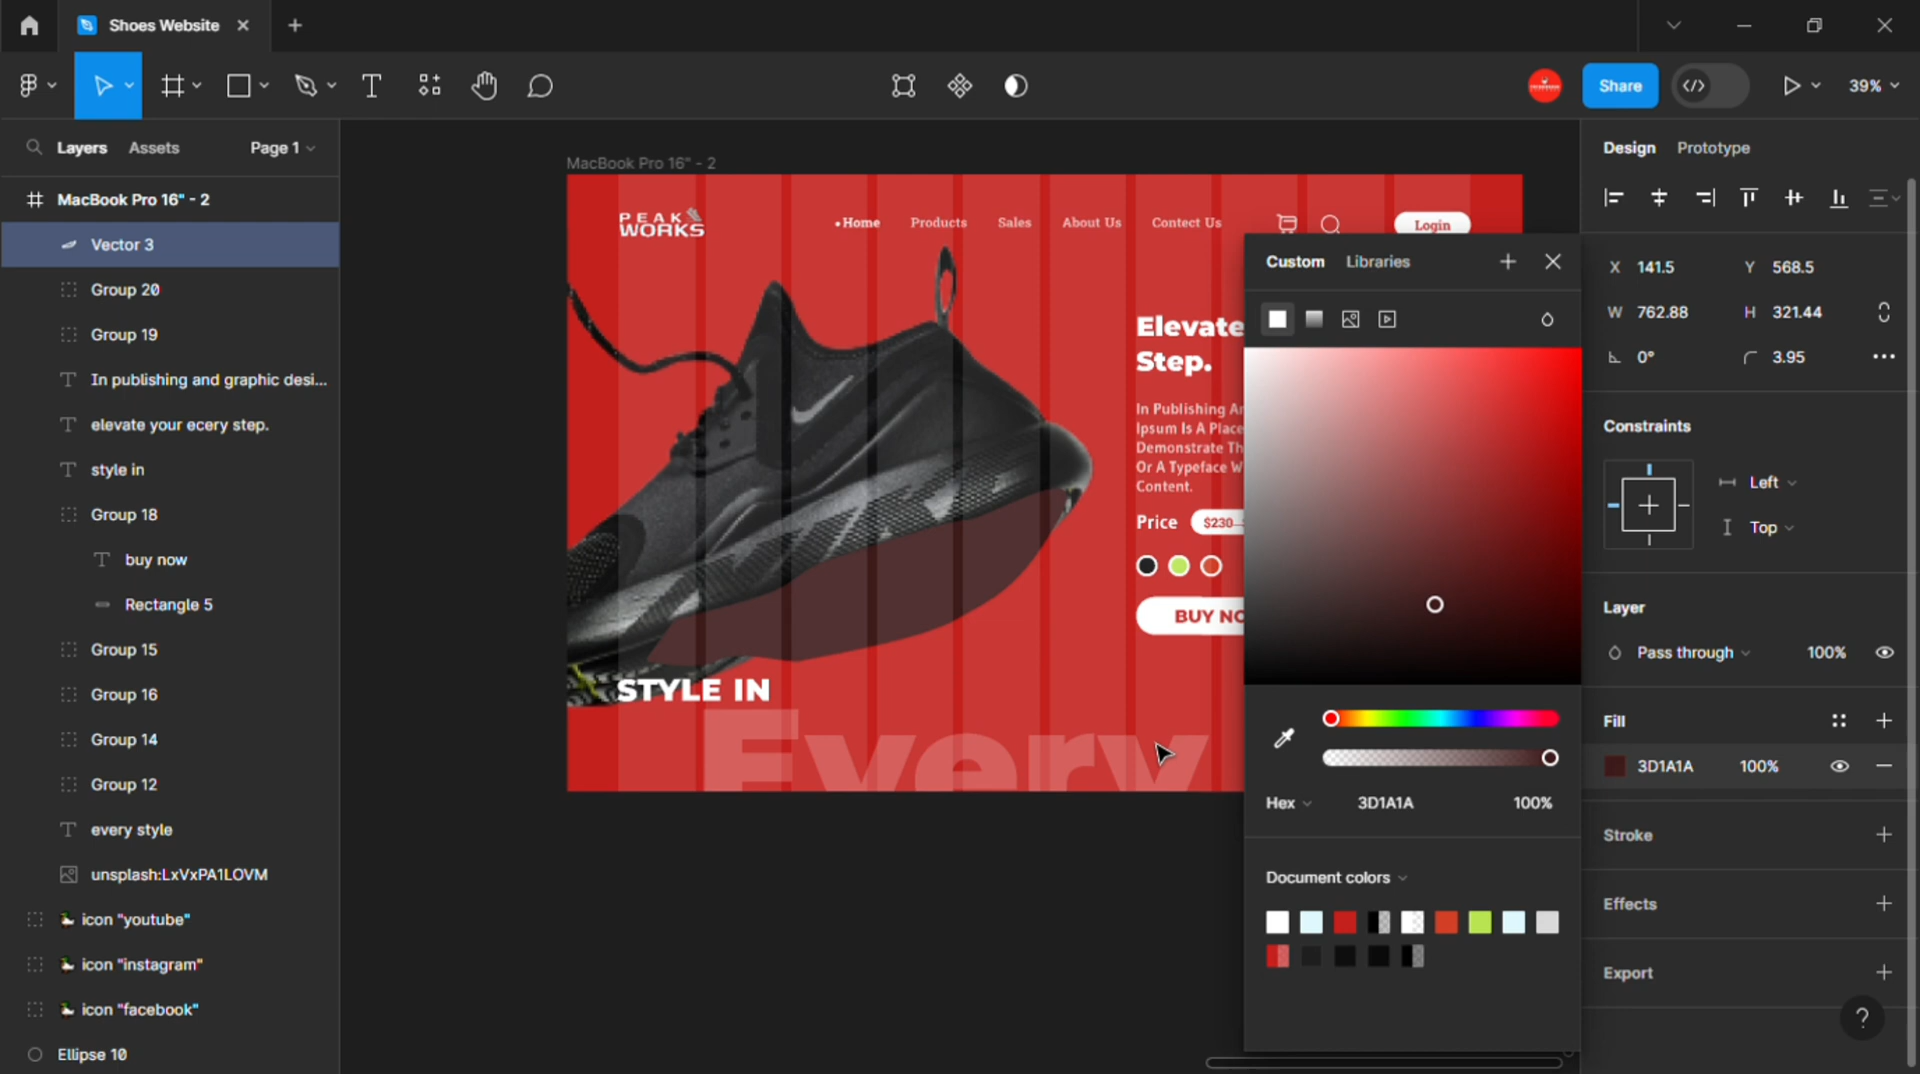 Shoes Website
Share
39%
Layers
Assets
Page 1
Design
Prototype
MacBook Pro 16" - 2
Vector 3
Group 20
Group 19
In publishing and graphic desi...
elevate your ecery step.
style in
Group 18
buy now
Rectangle 5
Group 15
Group 16
Group 14
Group 12
every style
unsplash:LxVxPA1LOVM
icon "youtube"
icon "instagram"
icon "facebook"
Ellipse 10
MacBook Pro 16" - 2
PEAK
WORKS
•Home
Products
Sales
About Us
Contect Us
Login
Elevate
Step.
In Publishing Ar
Ipsum Is A Place
Demonstrate Th
Or A Typeface W
Content.
Price
$230
BUY NO
STYLE IN
Every
Custom
Libraries
Hex
3D1A1A
100%
Document colors
X
141.5
Y
568.5
W
762.88
H
321.44
0°
3.95
Constraints
Left
Top
Layer
Pass through
100%
Fill
3D1A1A
100%
Stroke
Effects
Export
?